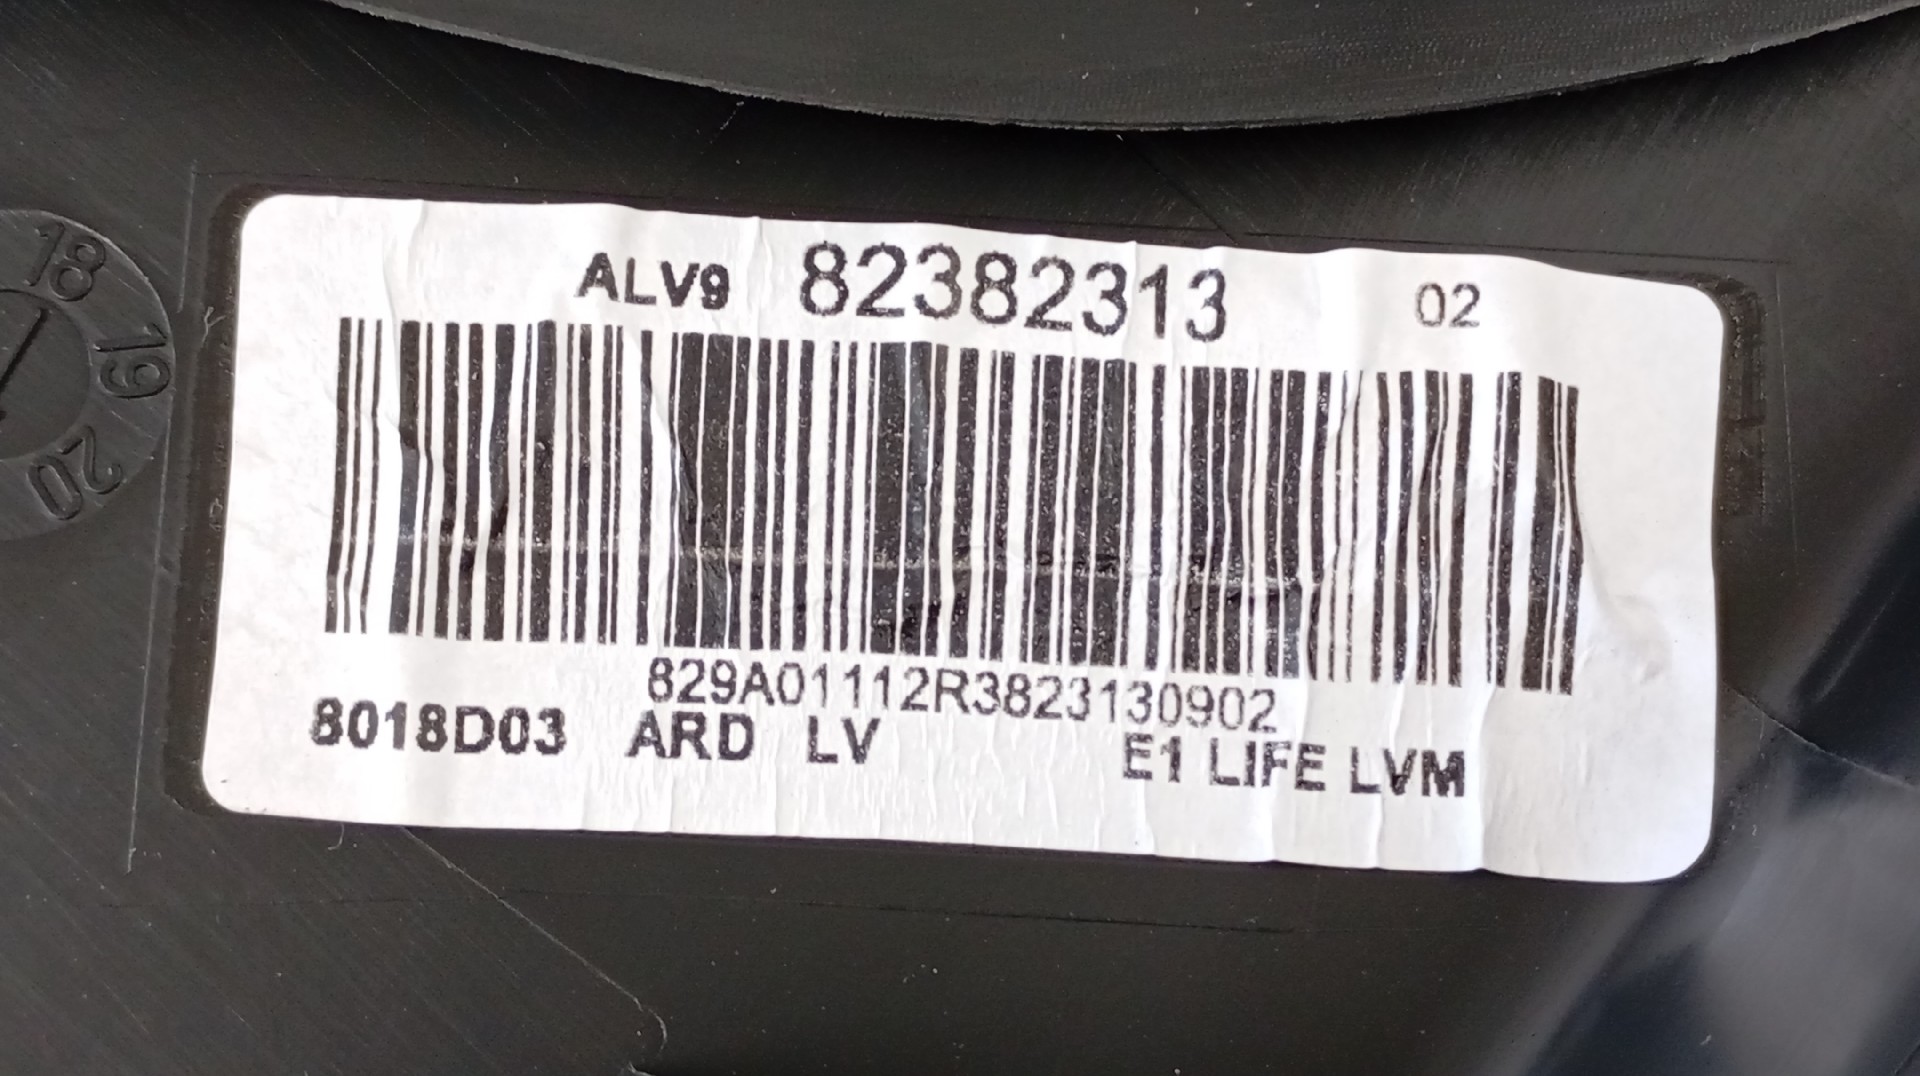 18
19
20
ALV9 82382313 02
829A01112R3823130902
8018D03 ARD LV E1 LIFE LVM